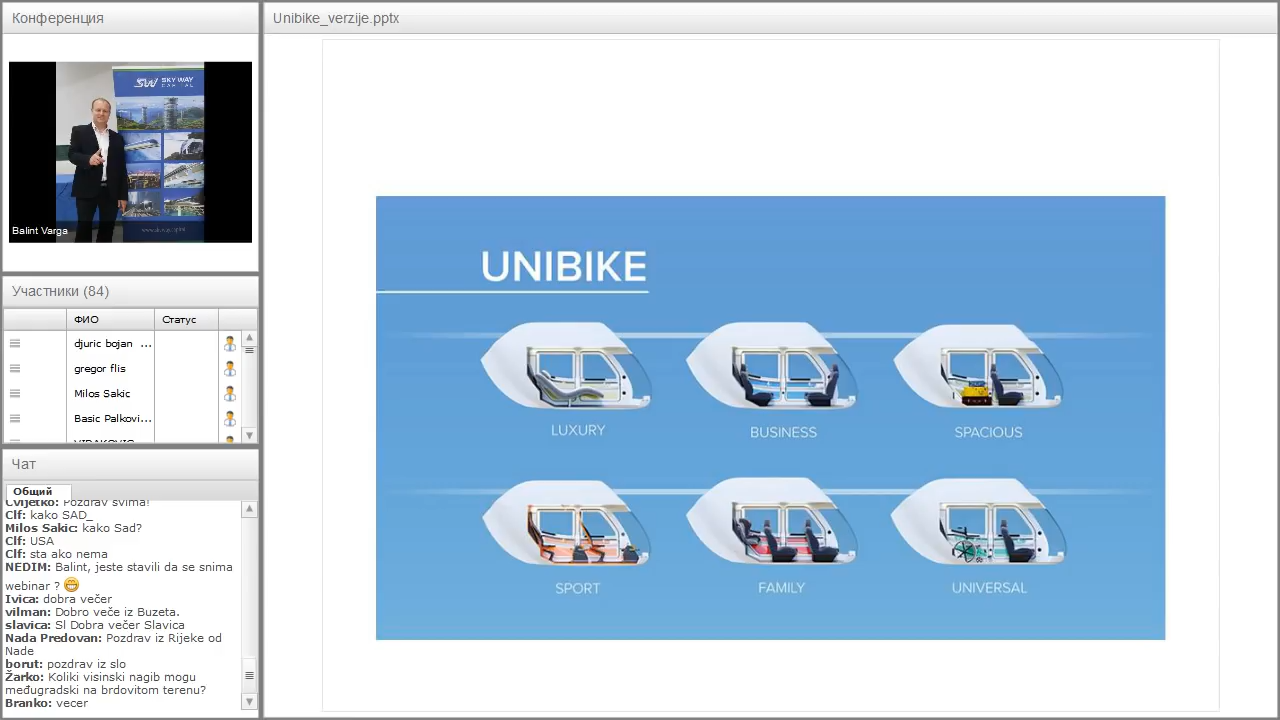 Конференция
SKY WAY
CAPITAL
Balint Varga
Участники (84)
ФИО
Статус
djuric bojan ...
gregor flis
Milos Sakic
Basic Palkovi...
Чат
Общий
Cvijetko: Pozdrav svima!
Clf: kako SAD_
Milos Sakic: kako Sad?
Clf: USA
Clf: sta ako nema
NEDIM: Balint, jeste stavili da se snima
webinar ?
Ivica: dobra večer
vilman: Dobro veče iz Buzeta.
slavica: Sl Dobra večer Slavica
Nada Predovan: Pozdrav iz Rijeke od
Nade
borut: pozdrav iz slo
Žarko: Koliki visinski nagib mogu
međugradski na brdovitom terenu?
Branko: vecer
Unibike_verzije.pptx
UNIBIKE
LUXURY
BUSINESS
SPACIOUS
SPORT
FAMILY
UNIVERSAL